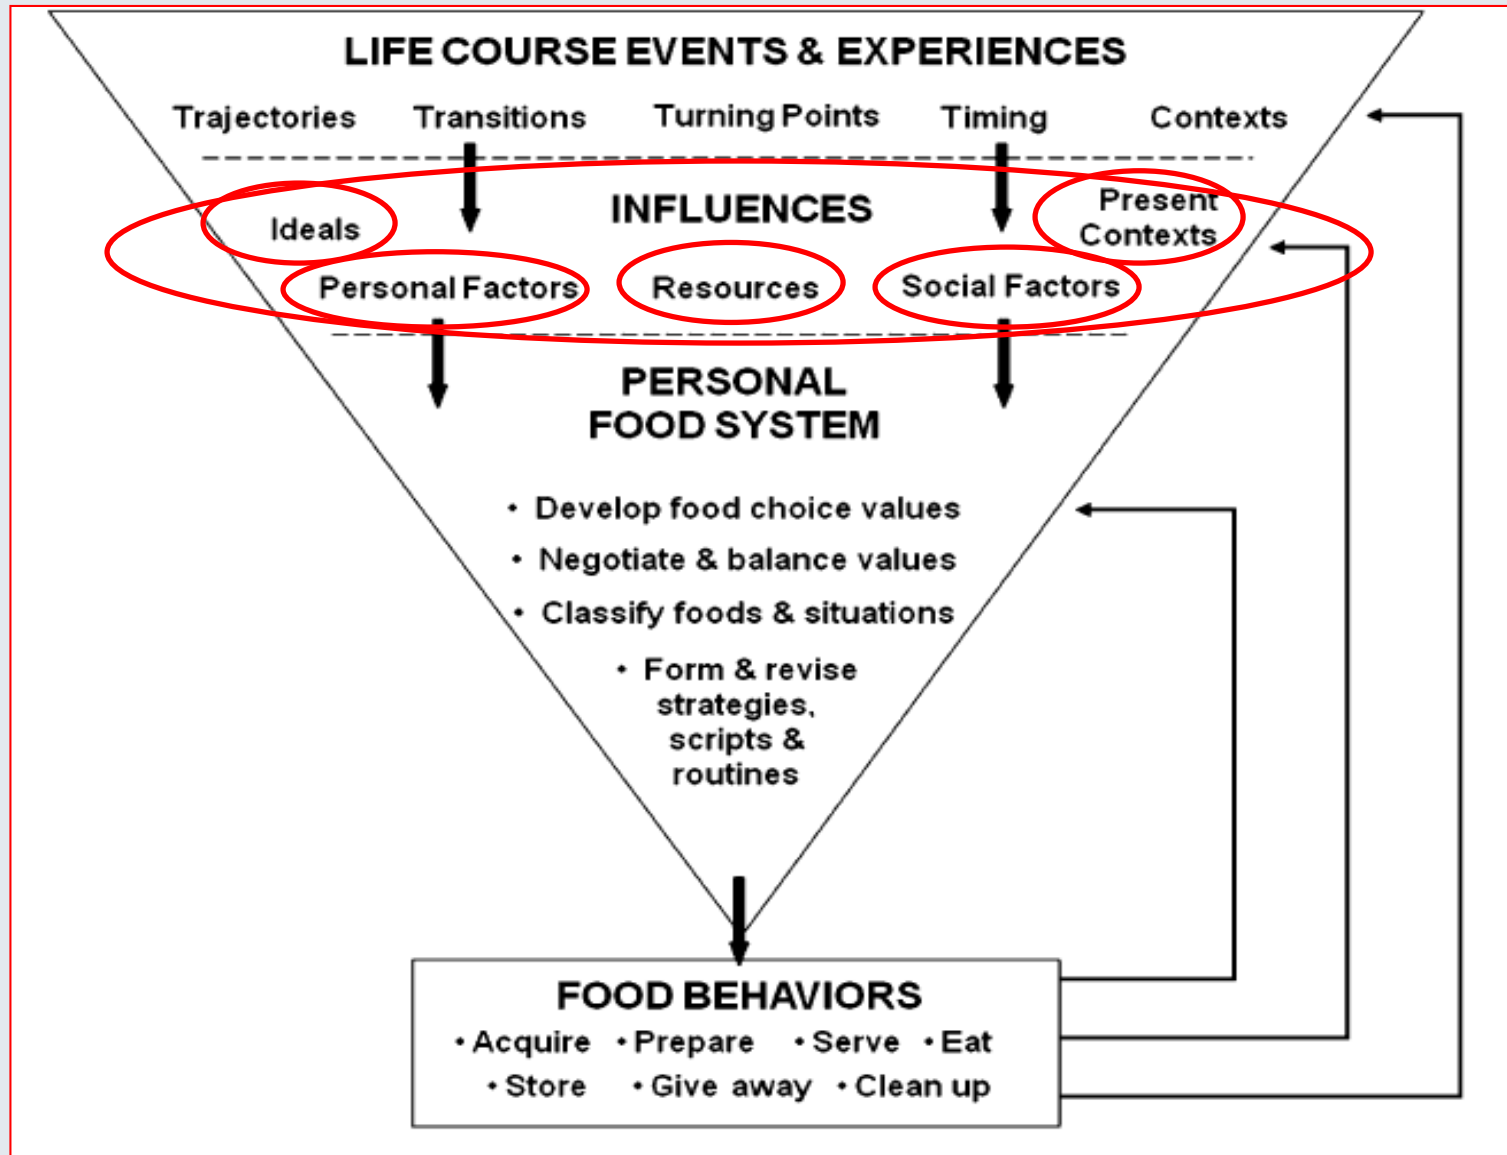 LIFE COURSE EVENTS & EXPERIENCES
Trajectories Transitions Turning Points Timing Contexts
INFLUENCES
Ideals
Present
Contexts
Personal Factors Resources Social Factors
PERSONAL
FOOD SYSTEM
• Develop food choice values
• Negotiate & balance values
• Classify foods & situations
• Form & revise
strategies,
scripts &
routines
FOOD BEHAVIORS
• Acquire • Prepare • Serve • Eat
• Store • Give away • Clean up